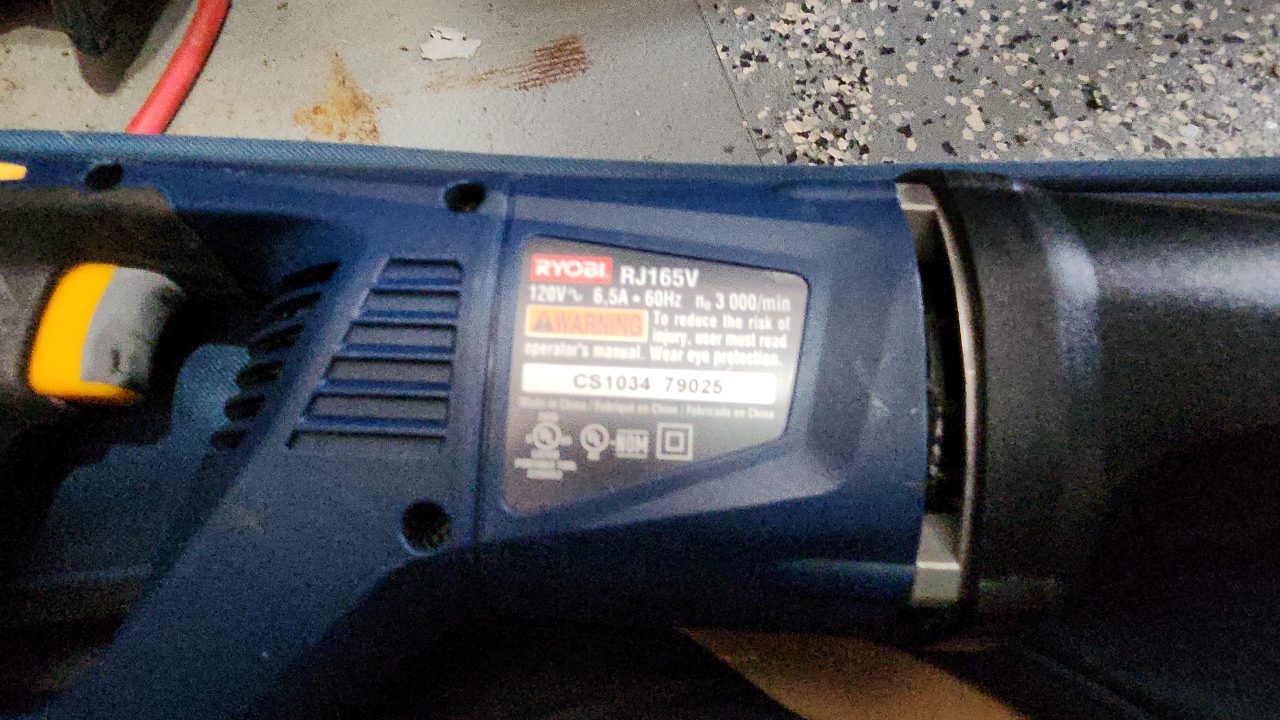 RYOBI RJ165V
120V~ 6.5A • 60Hz n₀ 3 000/min
WARNING To reduce the risk of
injury, user must read
operator's manual. Wear eye protection.
CS1034 79025
Made in China / Fabriqué en Chine / Fabricado en China
NOM